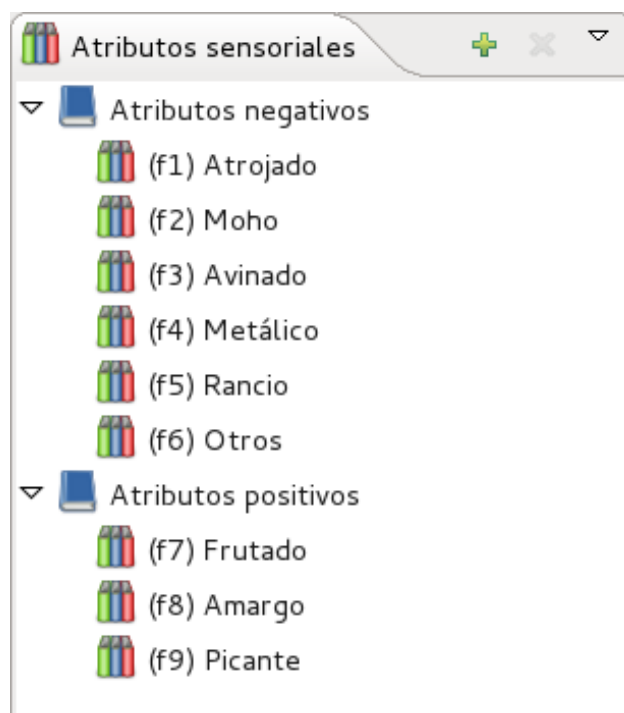 Atributos sensoriales
Atributos negativos
(f1) Atrojado
(f2) Moho
(f3) Avinado
(f4) Metálico
(f5) Rancio
(f6) Otros
Atributos positivos
(f7) Frutado
(f8) Amargo
(f9) Picante